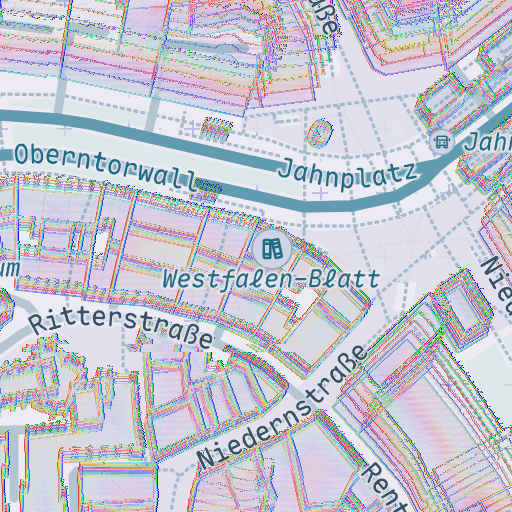 Oberntorwall
Jahnplatz
Westfalen-Blatt
Ritterstraße
Niedernstraße